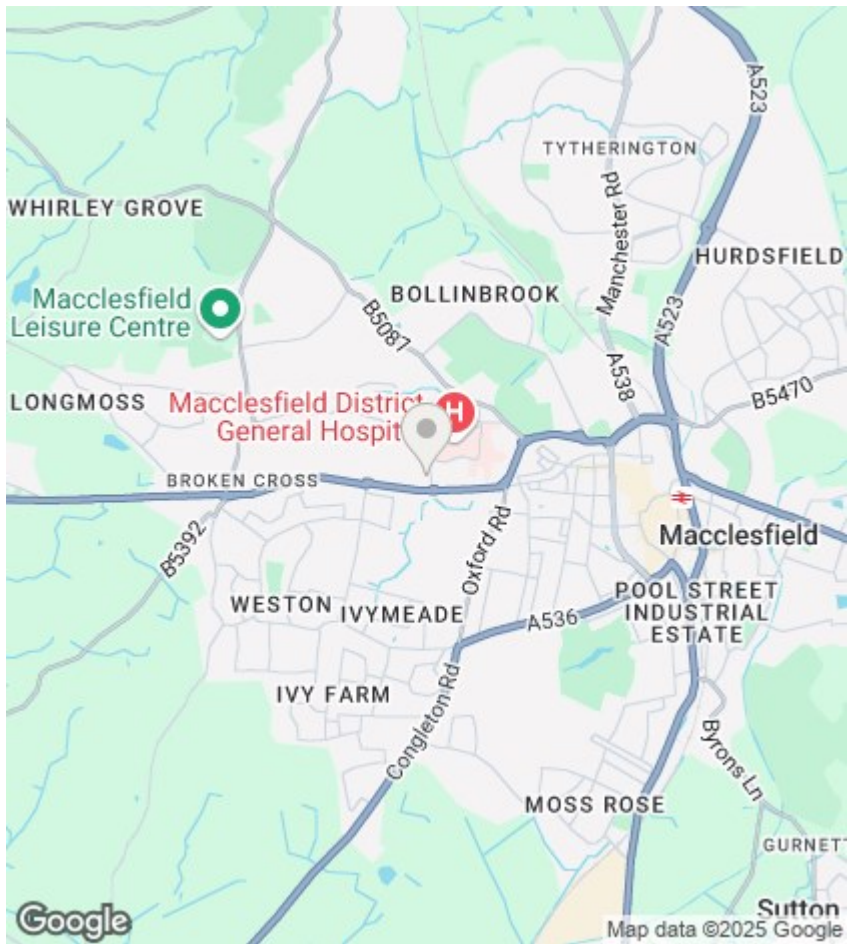 A523
TYTHERINGTON
Manchester Rd
WHIRLEY GROVE
HURDSFIELD
BOLLINBROOK
Macclesfield
Leisure Centre
B5087
A523
A538
B5470
LONGMOSS
Macclesfield District
General Hospit
H
BROKEN CROSS
Oxford Rd
Macclesfield
B5392
WESTON
IVYMEADE
POOL STREET
INDUSTRIAL
ESTATE
A536
IVY FARM
Congleton Rd
Byrons Ln
MOSS ROSE
GURNETT
Sutton
Google
Map data ©2025 Google